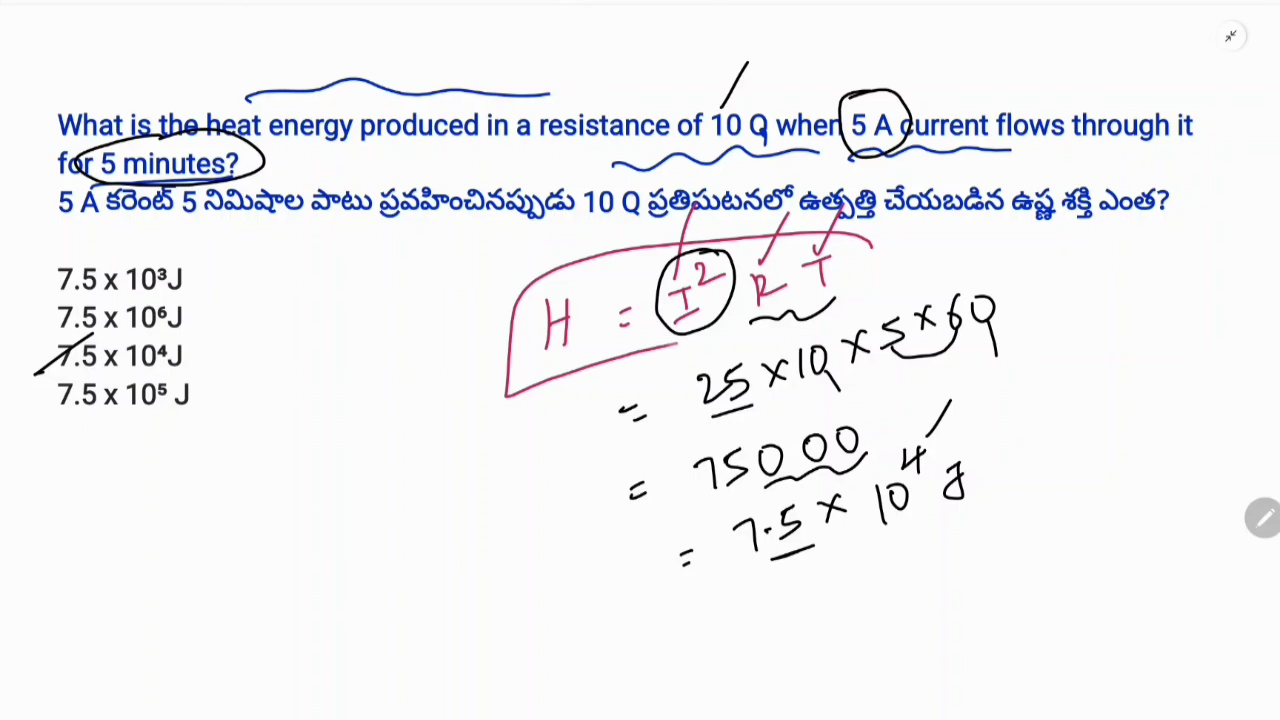 What is the heat energy produced in a resistance of 10 Q when 5 A current flows through it
for 5 minutes?
5 A కరెంట్ 5 నిమిషాల పాటు ప్రవహించినప్పుడు 10 Q ప్రతిఘటనలో ఉత్పత్తి చేయబడిన ఉష్ణ శక్తి ఎంత?
7.5 x 10³J
7.5 x 10⁶J
7.5 x 10⁴J
7.5 x 10⁵ J
H = I² R T
= 25 × 10 × 5 × 60
= 75000
= 7.5 × 10⁴ J